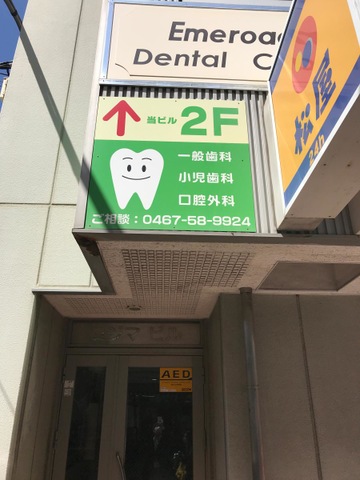 Emeroa
Dental C
松屋
24h
当ビル 2F
一般歯科
小児歯科
口腔外科
ご相談：0467-58-9924
AED